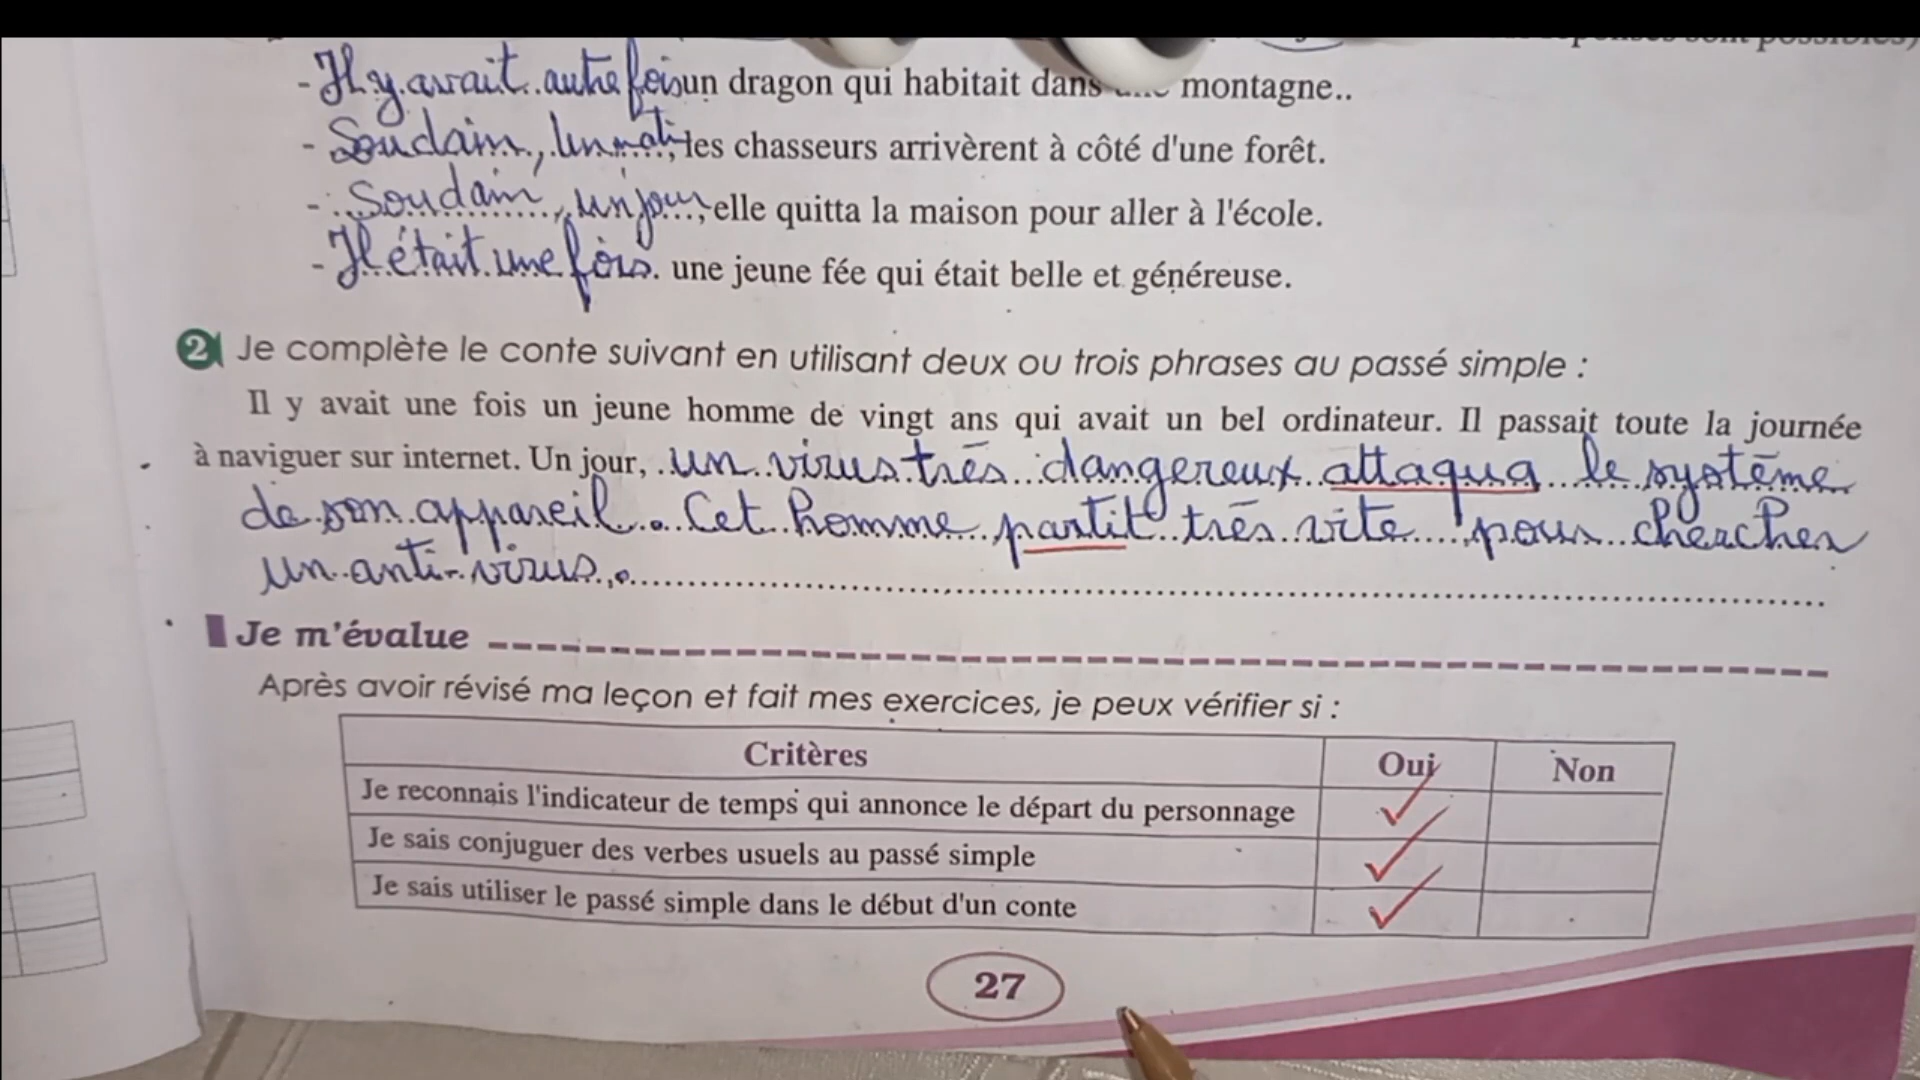 réponses sont possibles)
- Il y avait autre fois un dragon qui habitait dans une montagne..
- Soudain, Un mati, les chasseurs arrivèrent à côté d'une forêt.
- Soudain, un jour, elle quitta la maison pour aller à l'école.
- Il était une fois une jeune fée qui était belle et généreuse.
2 Je complète le conte suivant en utilisant deux ou trois phrases au passé simple :
Il y avait une fois un jeune homme de vingt ans qui avait un bel ordinateur. Il passait toute la journée
à naviguer sur internet. Un jour, un virus très dangereux attaqua le système
de son appareil. Cet homme partit très vite pour chercher
un anti-virus.
Je m'évalue
Après avoir révisé ma leçon et fait mes exercices, je peux vérifier si :
Critères Oui Non
Je reconnais l'indicateur de temps qui annonce le départ du personnage
Je sais conjuguer des verbes usuels au passé simple
Je sais utiliser le passé simple dans le début d'un conte
27